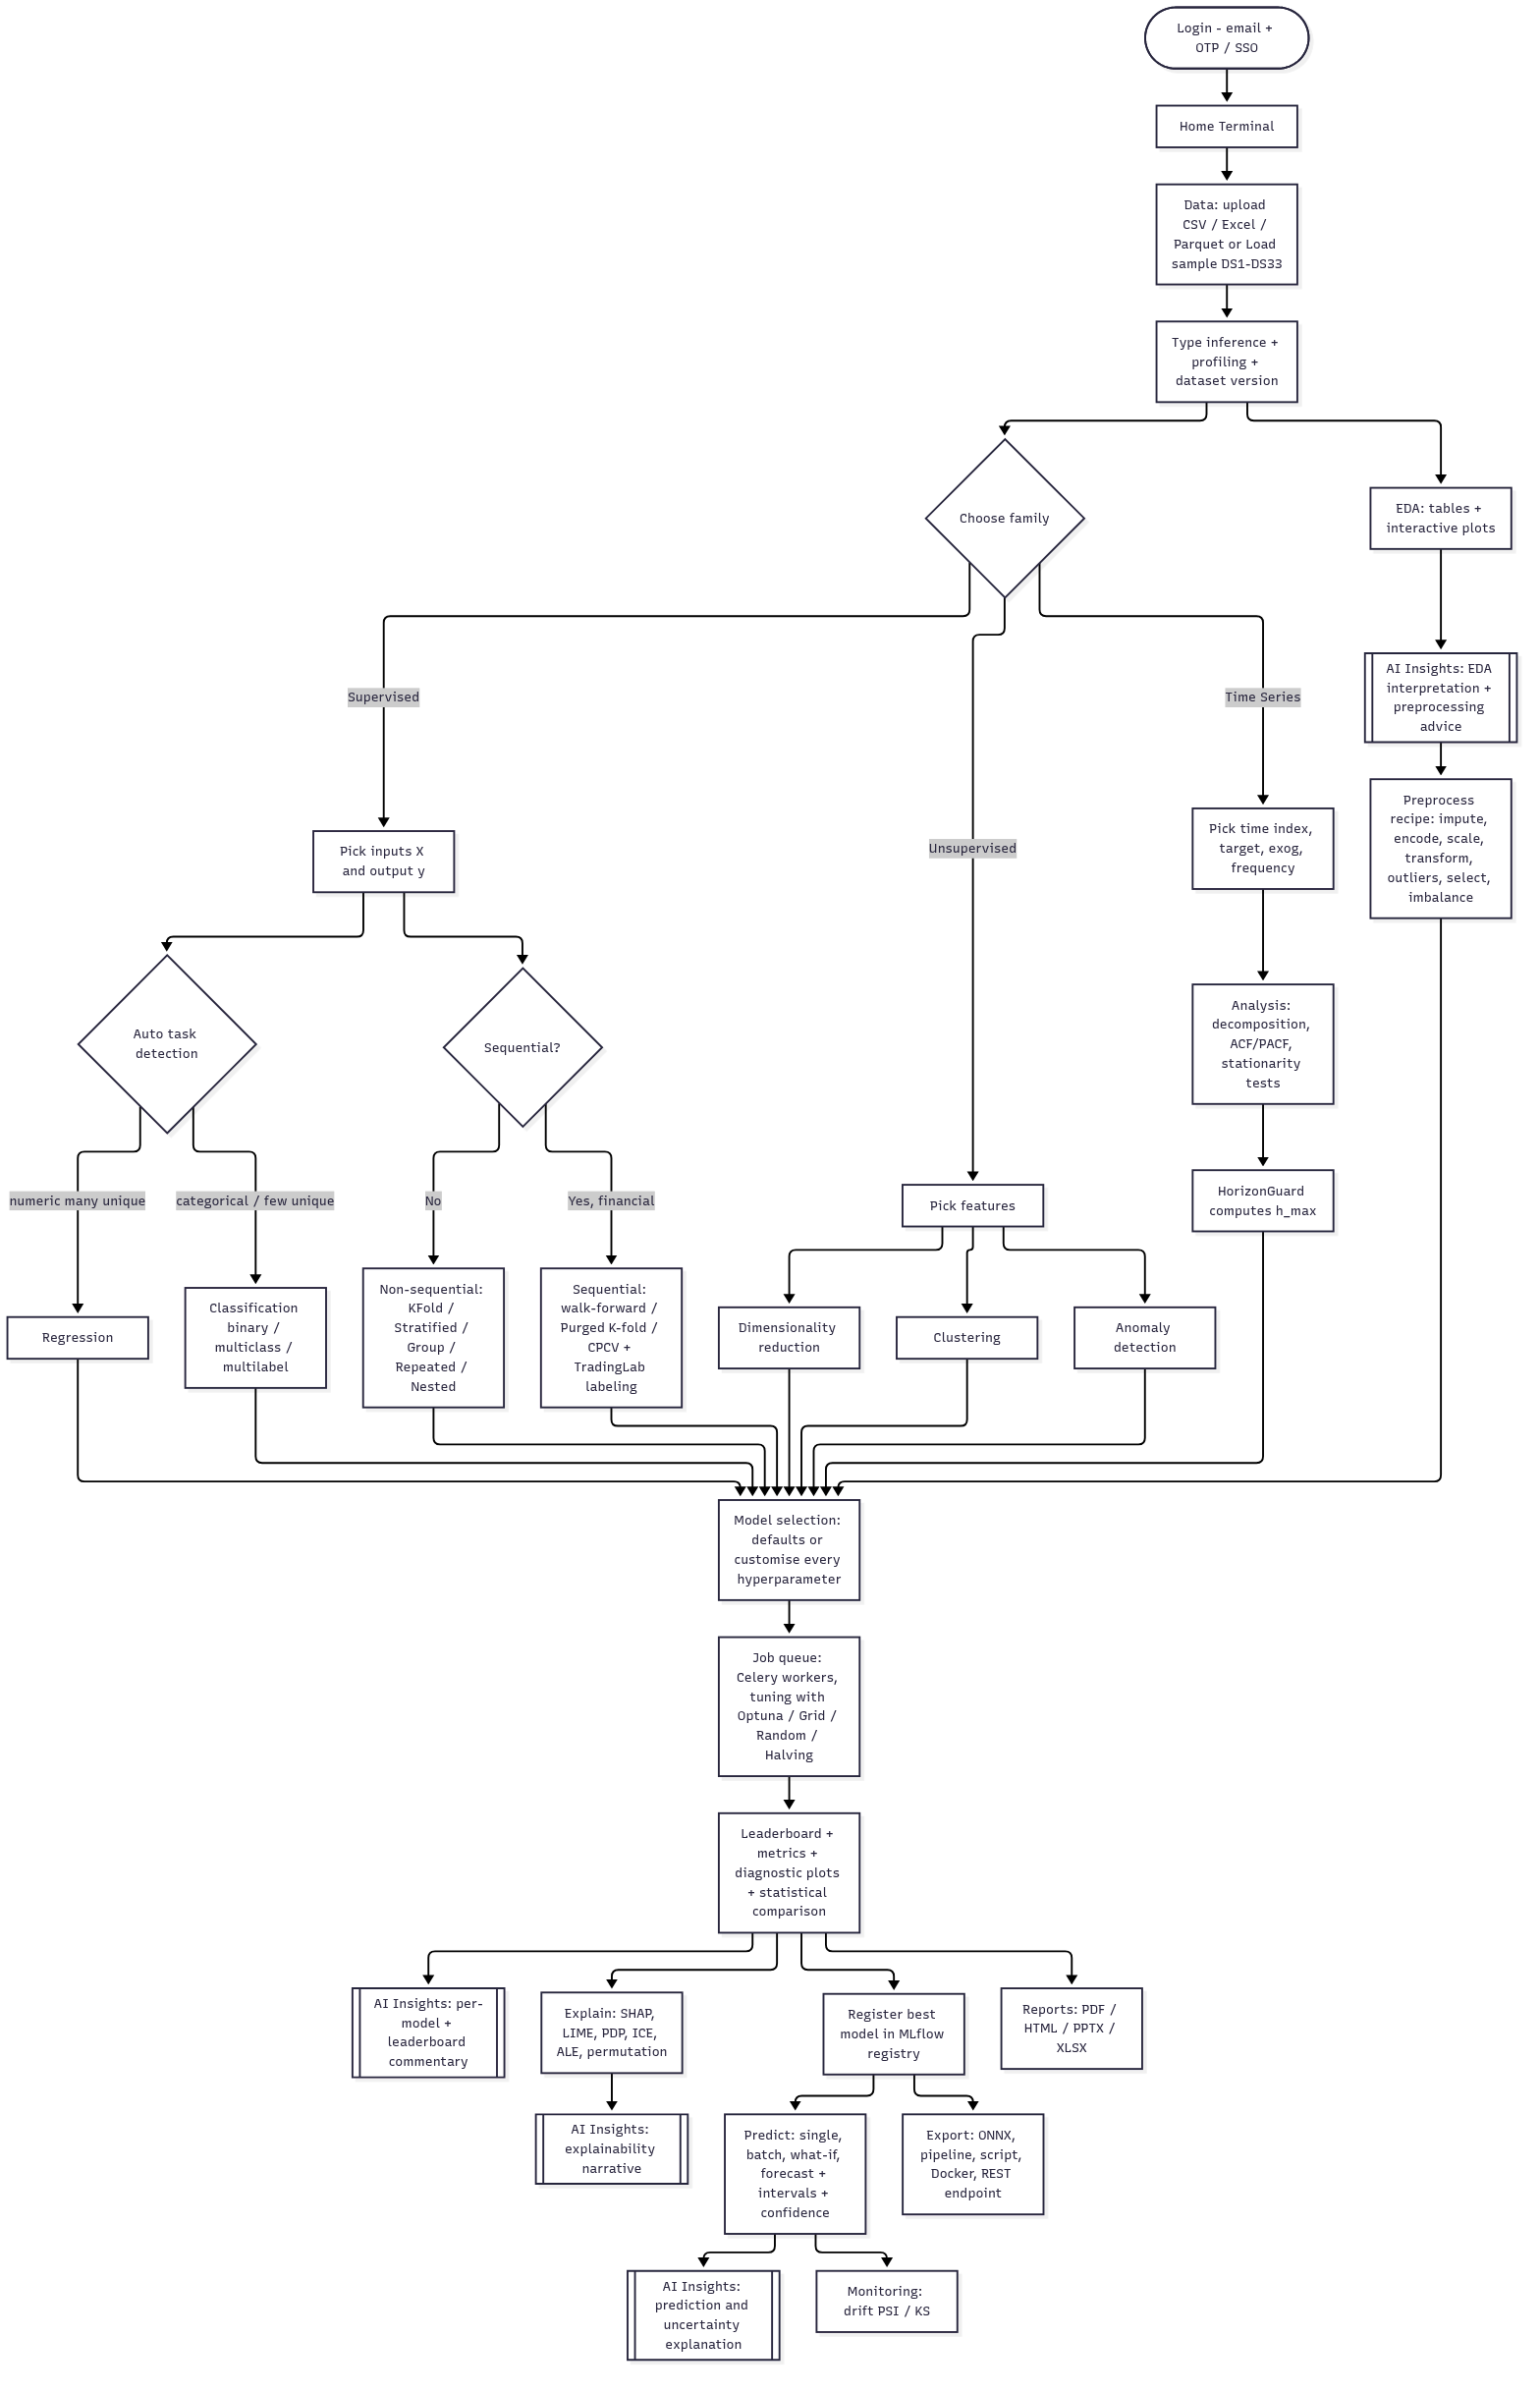 Login - email +
OTP / SSO
Home Terminal
Data: upload
CSV / Excel /
Parquet or Load
sample DS1-DS33
Type inference +
profiling +
dataset version
Choose family
EDA: tables +
interactive plots
Supervised
Time Series
AI Insights: EDA
interpretation +
preprocessing
advice
Pick inputs X
and output y
Unsupervised
Pick time index,
target, exog,
frequency
Preprocess
recipe: impute,
encode, scale,
transform,
outliers, select,
imbalance
Auto task
detection
Sequential?
Analysis:
decomposition,
ACF/PACF,
stationarity
tests
numeric many unique
categorical / few unique
No
Yes, financial
Pick features
HorizonGuard
computes h_max
Regression
Classification
binary /
multiclass /
multilabel
Non-sequential:
KFold /
Stratified /
Group /
Repeated /
Nested
Sequential:
walk-forward /
Purged K-fold /
CPCV +
TradingLab
labeling
Dimensionality
reduction
Clustering
Anomaly
detection
Model selection:
defaults or
customise every
hyperparameter
Job queue:
Celery workers,
tuning with
Optuna / Grid /
Random /
Halving
Leaderboard +
metrics +
diagnostic plots
+ statistical
comparison
AI Insights: per-
model +
leaderboard
commentary
Explain: SHAP,
LIME, PDP, ICE,
ALE, permutation
Register best
model in MLflow
registry
Reports: PDF /
HTML / PPTX /
XLSX
AI Insights:
explainability
narrative
Predict: single,
batch, what-if,
forecast +
intervals +
confidence
Export: ONNX,
pipeline, script,
Docker, REST
endpoint
AI Insights:
prediction and
uncertainty
explanation
Monitoring:
drift PSI / KS